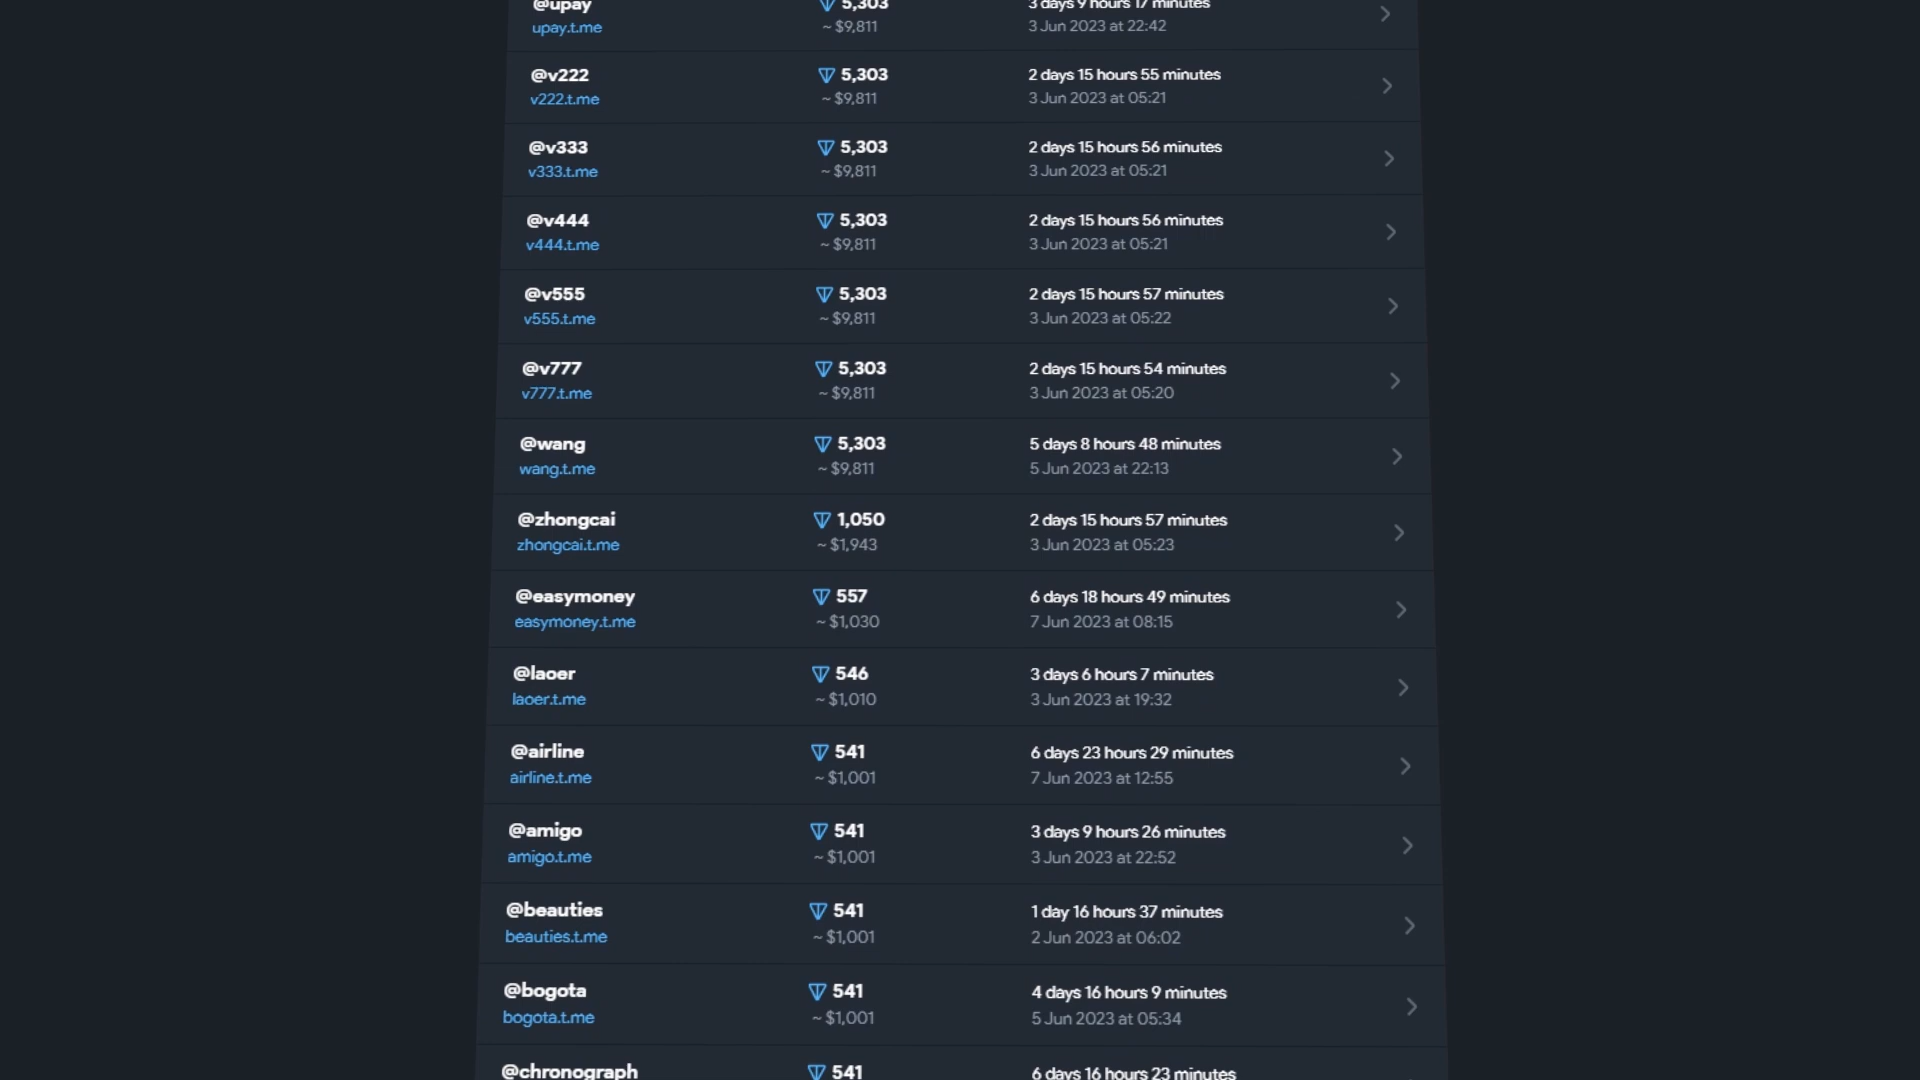 @upay 5,303 3 days 9 hours 17 minutes
upay.t.me ~ $9,811 3 Jun 2023 at 22:42
@v222 5,303 2 days 15 hours 55 minutes
v222.t.me ~ $9,811 3 Jun 2023 at 05:21
@v333 5,303 2 days 15 hours 56 minutes
v333.t.me ~ $9,811 3 Jun 2023 at 05:21
@v444 5,303 2 days 15 hours 56 minutes
v444.t.me ~ $9,811 3 Jun 2023 at 05:21
@v555 5,303 2 days 15 hours 57 minutes
v555.t.me ~ $9,811 3 Jun 2023 at 05:22
@v777 5,303 2 days 15 hours 54 minutes
v777.t.me ~ $9,811 3 Jun 2023 at 05:20
@wang 5,303 5 days 8 hours 48 minutes
wang.t.me ~ $9,811 5 Jun 2023 at 22:13
@zhongcai 1,050 2 days 15 hours 57 minutes
zhongcai.t.me ~ $1,943 3 Jun 2023 at 05:23
@easymoney 557 6 days 18 hours 49 minutes
easymoney.t.me ~ $1,030 7 Jun 2023 at 08:15
@laoer 546 3 days 6 hours 7 minutes
laoer.t.me ~ $1,010 3 Jun 2023 at 19:32
@airline 541 6 days 23 hours 29 minutes
airline.t.me ~ $1,001 7 Jun 2023 at 12:55
@amigo 541 3 days 9 hours 26 minutes
amigo.t.me ~ $1,001 3 Jun 2023 at 22:52
@beauties 541 1 day 16 hours 37 minutes
beauties.t.me ~ $1,001 2 Jun 2023 at 06:02
@bogota 541 4 days 16 hours 9 minutes
bogota.t.me ~ $1,001 5 Jun 2023 at 05:34
@chronograph 541 6 days 16 hours 23 minutes